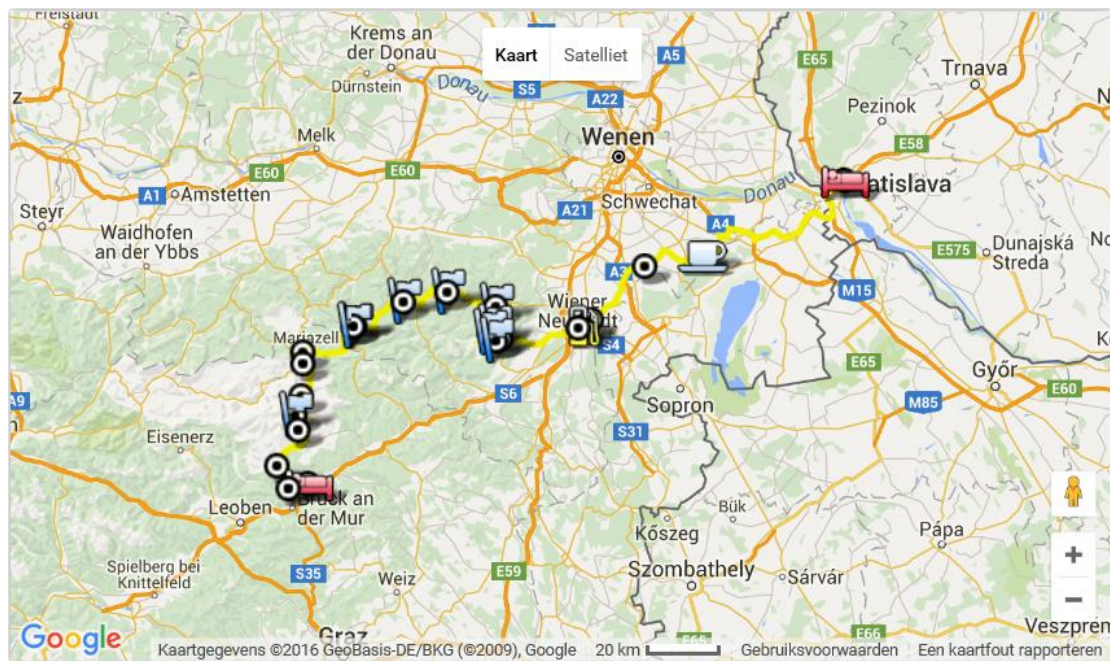 Freistadt
Krems an
der Donau
Dürnstein
Donau
S5
Kaart
Satelliet
A5
A22
E65
Trnava
Pezinok
E58
Melk
E60
E60
Wenen
A1
Amstetten
Steyr
Waidhofen
an der Ybbs
A21
Schwechat
Donau
A4
E575
Dunajská
Streda
M15
Wiener
Mariazell
S4
E65
Győr
E60
M85
Sopron
S31
S6
A9
Eisenerz
Leoben
Bruck an
der Mur
Kőszeg
Bük
Pápa
Spielberg bei
Knittelfeld
S35
Weiz
E59
Szombathely
Sárvár
Graz
E65
E66
Veszprém
+
−
Google
Kaartgegevens ©2016 GeoBasis-DE/BKG (©2009), Google
20 km
Gebruiksvoorwaarden
Een kaartfout rapporteren